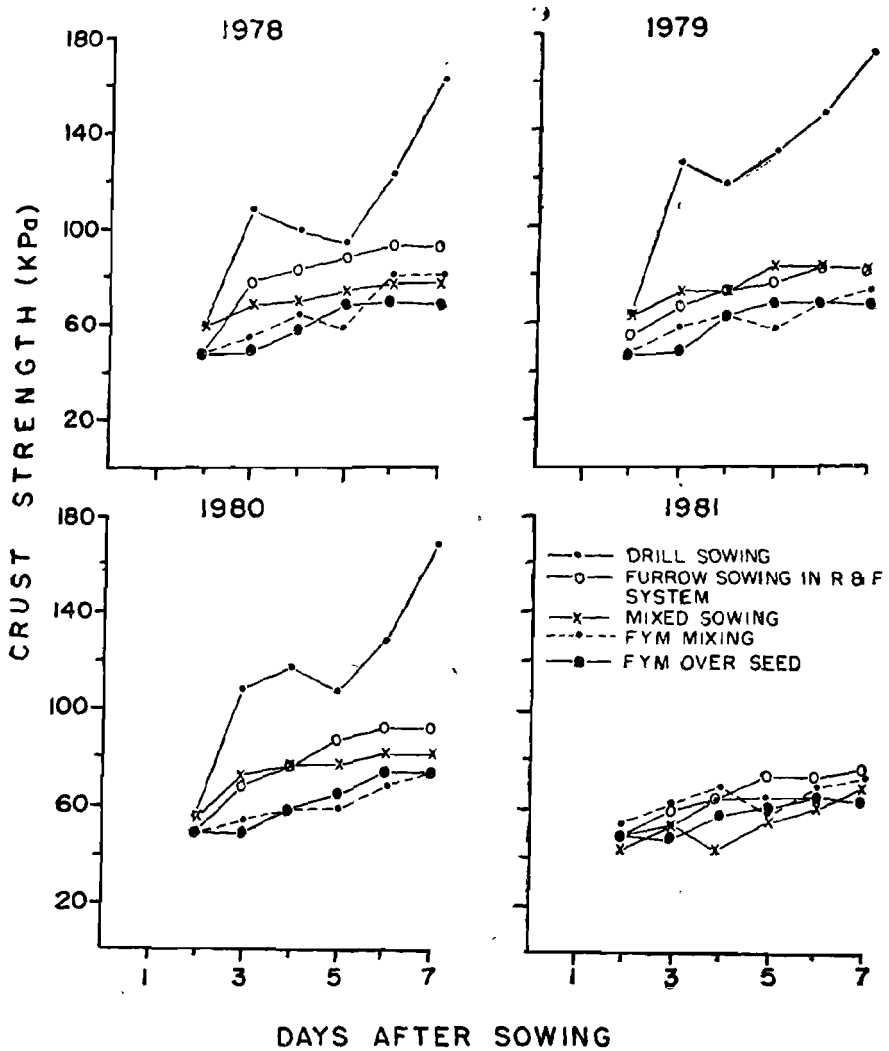 1978
1979
180
140
100
60
20
CRUST STRENGTH (KPa)
1980
1981
180
140
100
60
20
DRILL SOWING
FURROW SOWING IN R & F
SYSTEM
MIXED SOWING
FYM MIXING
FYM OVER SEED
1 3 5 7
1 3 5 7
DAYS AFTER SOWING